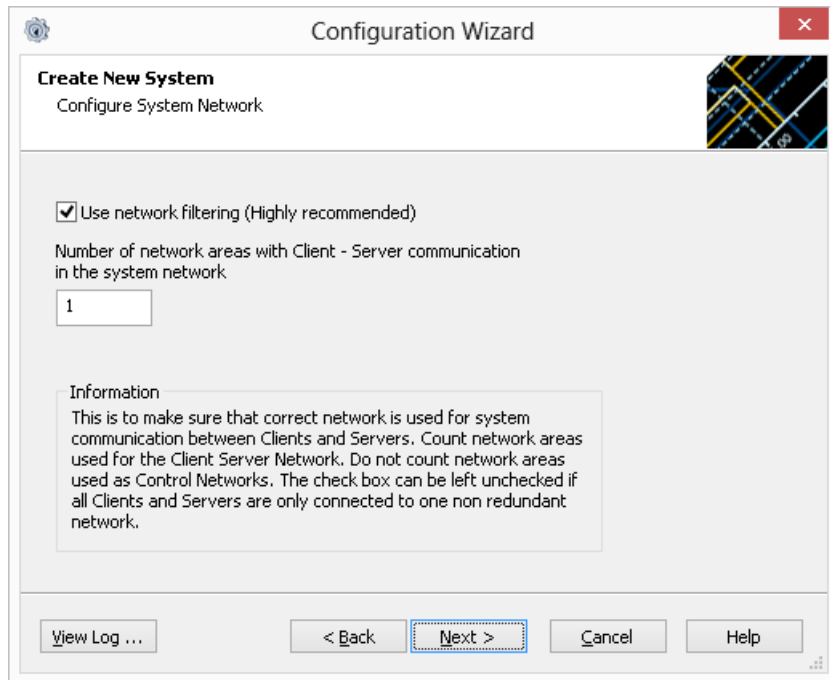 Configuration Wizard
Create New System
Configure System Network
Use network filtering (Highly recommended)
Number of network areas with Client - Server communication
in the system network
1
Information
This is to make sure that correct network is used for system
communication between Clients and Servers. Count network areas
used for the Client Server Network. Do not count network areas
used as Control Networks. The check box can be left unchecked if
all Clients and Servers are only connected to one non redundant
network.
View Log ...
< Back
Next >
Cancel
Help